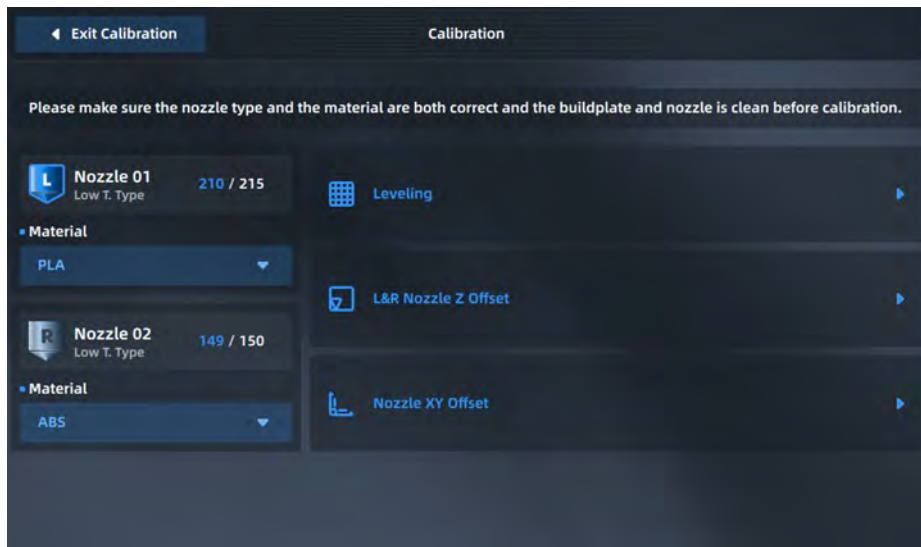 Exit Calibration
Calibration
Please make sure the nozzle type and the material are both correct and the buildplate and nozzle is clean before calibration.
L
Nozzle 01
Low T. Type
210 / 215
Material
PLA
R
Nozzle 02
Low T. Type
149 / 150
Material
ABS
Leveling
L&R Nozzle Z Offset
Nozzle XY Offset